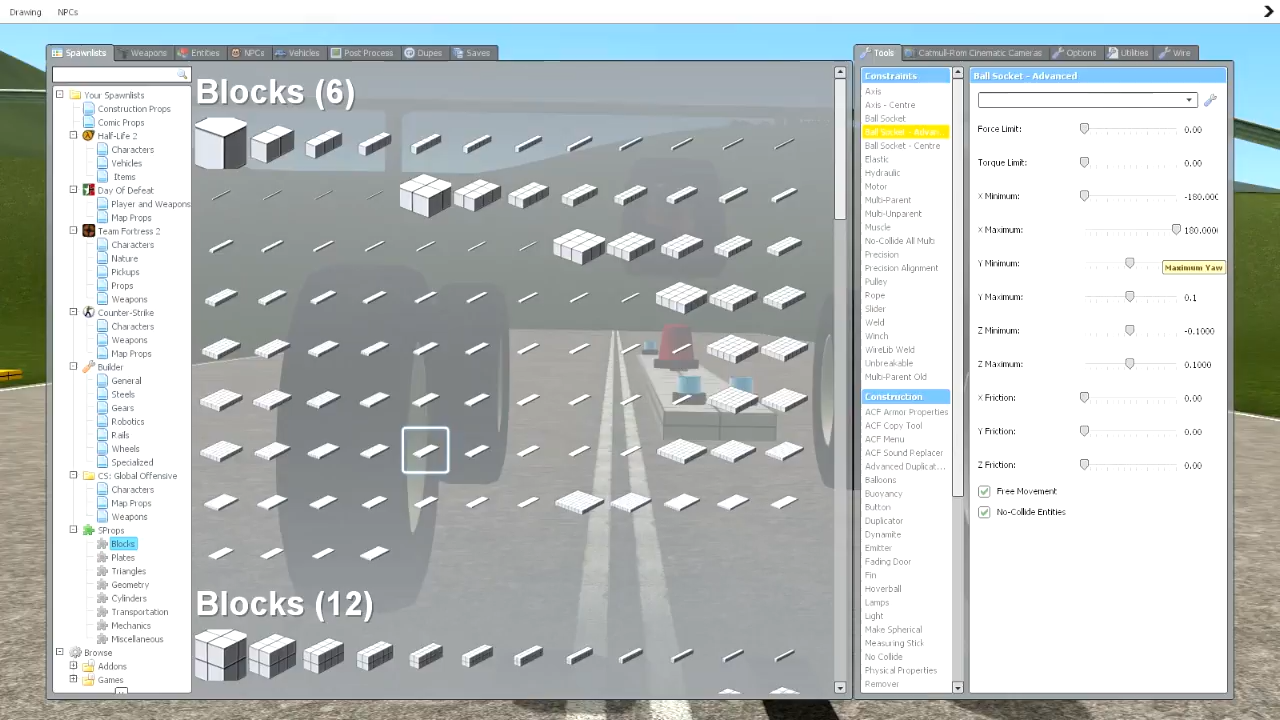 Drawing NPCs
Spawnlists Weapons Entities NPCs Vehicles Post Process Dupes Saves
Your Spawnlists
Construction Props
Comic Props
Half-Life 2
Characters
Vehicles
Items
Day Of Defeat
Player and Weapons
Map Props
Team Fortress 2
Characters
Nature
Pickups
Props
Weapons
Counter-Strike
Characters
Weapons
Map Props
Builder
General
Steels
Gears
Robotics
Rails
Wheels
Specialized
CS: Global Offensive
Characters
Map Props
Weapons
SProps
Blocks
Plates
Triangles
Geometry
Cylinders
Transportation
Mechanics
Miscellaneous
Browse
Addons
Games
Blocks (6)
Blocks (12)
Tools Catmull-Rom Cinematic Cameras Options Utilities Wire
Constraints
Axis
Axis - Centre
Ball Socket
Ball Socket - Advan...
Ball Socket - Centre
Elastic
Hydraulic
Motor
Multi-Parent
Multi-Unparent
Muscle
No-Collide All Multi
Precision
Precision Alignment
Pulley
Rope
Slider
Weld
Winch
WireLib Weld
Unbreakable
Multi-Parent Old
Construction
ACF Armor Properties
ACF Copy Tool
ACF Menu
ACF Sound Replacer
Advanced Duplicat...
Balloons
Buoyancy
Button
Duplicator
Dynamite
Emitter
Fading Door
Fin
Hoverball
Lamps
Light
Make Spherical
Measuring Stick
No Collide
Physical Properties
Remover
Ball Socket - Advanced
Force Limit: 0.00
Torque Limit: 0.00
X Minimum: -180.000
X Maximum: 180.000
Y Minimum:
Maximum Yaw
Y Maximum: 0.1
Z Minimum: -0.1000
Z Maximum: 0.1000
X Friction: 0.00
Y Friction: 0.00
Z Friction: 0.00
Free Movement
No-Collide Entities